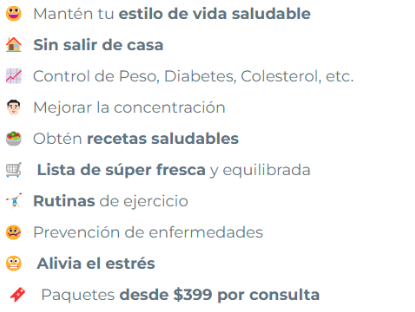 Mantén tu estilo de vida saludable
Sin salir de casa
Control de Peso, Diabetes, Colesterol, etc.
Mejorar la concentración
Obtén recetas saludables
Lista de súper fresca y equilibrada
Rutinas de ejercicio
Prevención de enfermedades
Alivia el estrés
Paquetes desde $399 por consulta